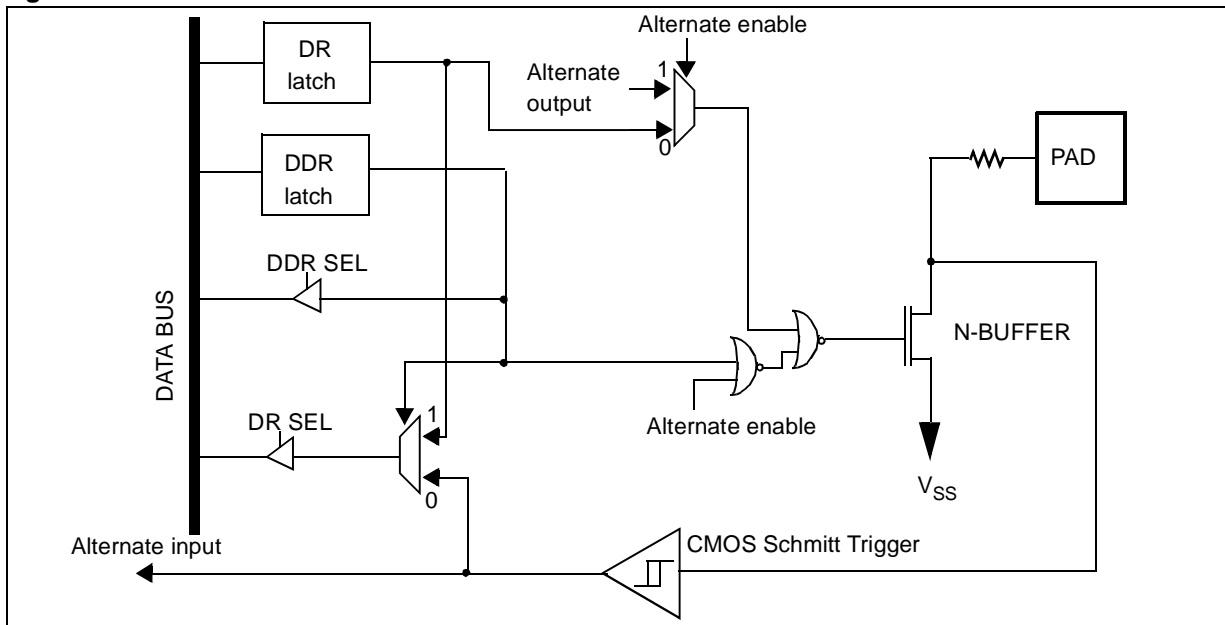 Alternate enable
DR
latch
1
Alternate
output
0
PAD
DDR
latch
DDR SEL
DATA BUS
N-BUFFER
DR SEL
1
Alternate enable
0
VSS
CMOS Schmitt Trigger
Alternate input